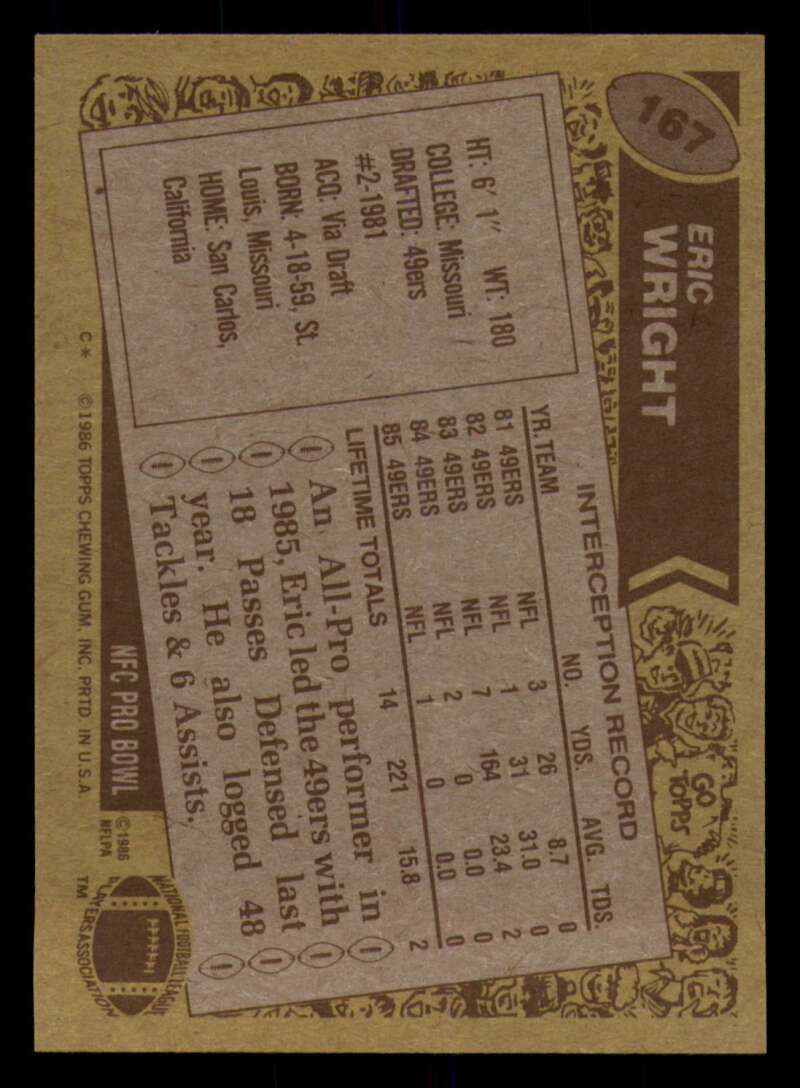 167
ERIC
WRIGHT
HT: 6' 1" WT: 180
COLLEGE: Missouri
DRAFTED: 49ers
#2-1981
ACQ: Via Draft
BORN: 4-18-59, St.
Louis, Missouri
HOME: San Carlos,
California
INTERCEPTION RECORD
YR. TEAM NO. YDS. AVG. TDS.
81 49ERS NFL 3 26 8.7 0
82 49ERS NFL 1 31 31.0 0
83 49ERS NFL 7 164 23.4 2
84 49ERS NFL 2 0 0.0 0
85 49ERS NFL 1 0 0.0 0
LIFETIME TOTALS 14 221 15.8 2
An All-Pro performer in
1985, Eric led the 49ers with
18 Passes Defensed last
year. He also logged 48
Tackles & 6 Assists.
GO
TOPPS
NFC PRO BOWL
©1986
NFLPA
NATIONAL FOOTBALL LEAGUE
PLAYERS ASSOCIATION
TM
C* ©1986 TOPPS CHEWING GUM, INC. PRTD. IN U.S.A.